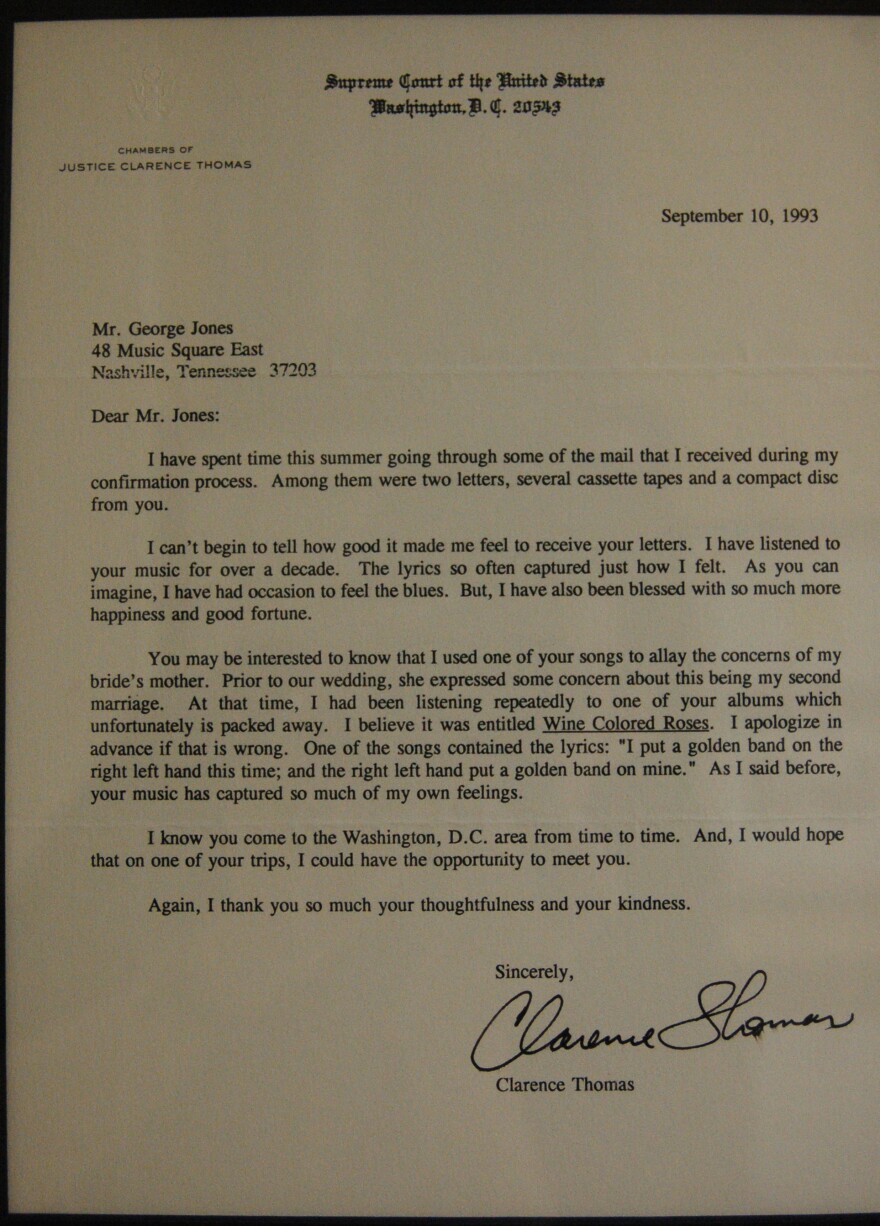 Supreme Court of the United States
Washington, D.C. 20543
CHAMBERS OF
JUSTICE CLARENCE THOMAS
September 10, 1993
Mr. George Jones
48 Music Square East
Nashville, Tennessee 37203
Dear Mr. Jones:
I have spent time this summer going through some of the mail that I received during my
confirmation process. Among them were two letters, several cassette tapes and a compact disc
from you.
I can't begin to tell how good it made me feel to receive your letters. I have listened to
your music for over a decade. The lyrics so often captured just how I felt. As you can
imagine, I have had occasion to feel the blues. But, I have also been blessed with so much more
happiness and good fortune.
You may be interested to know that I used one of your songs to allay the concerns of my
bride's mother. Prior to our wedding, she expressed some concern about this being my second
marriage. At that time, I had been listening repeatedly to one of your albums which
unfortunately is packed away. I believe it was entitled Wine Colored Roses. I apologize in
advance if that is wrong. One of the songs contained the lyrics: "I put a golden band on the
right left hand this time; and the right left hand put a golden band on mine." As I said before,
your music has captured so much of my own feelings.
I know you come to the Washington, D.C. area from time to time. And, I would hope
that on one of your trips, I could have the opportunity to meet you.
Again, I thank you so much your thoughtfulness and your kindness.
Sincerely,
Clarence Thomas
Clarence Thomas